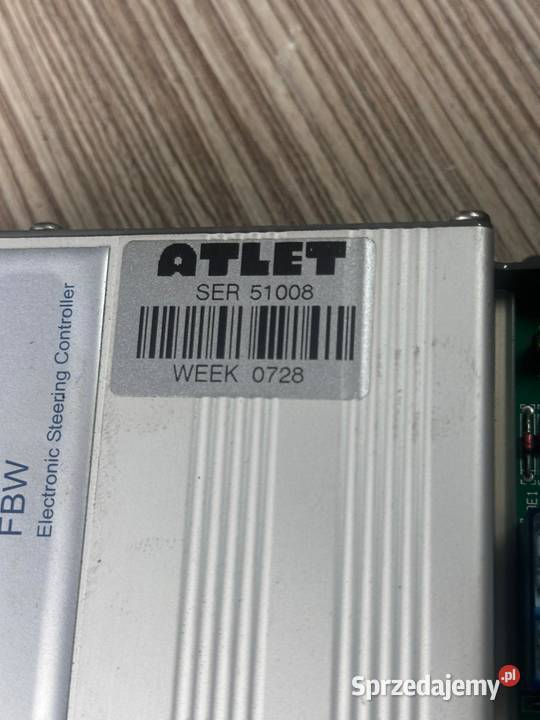 ATLET
SER 51008
WEEK 0728
FBW
Electronic Steering Controller
Sprzedajemy.pl